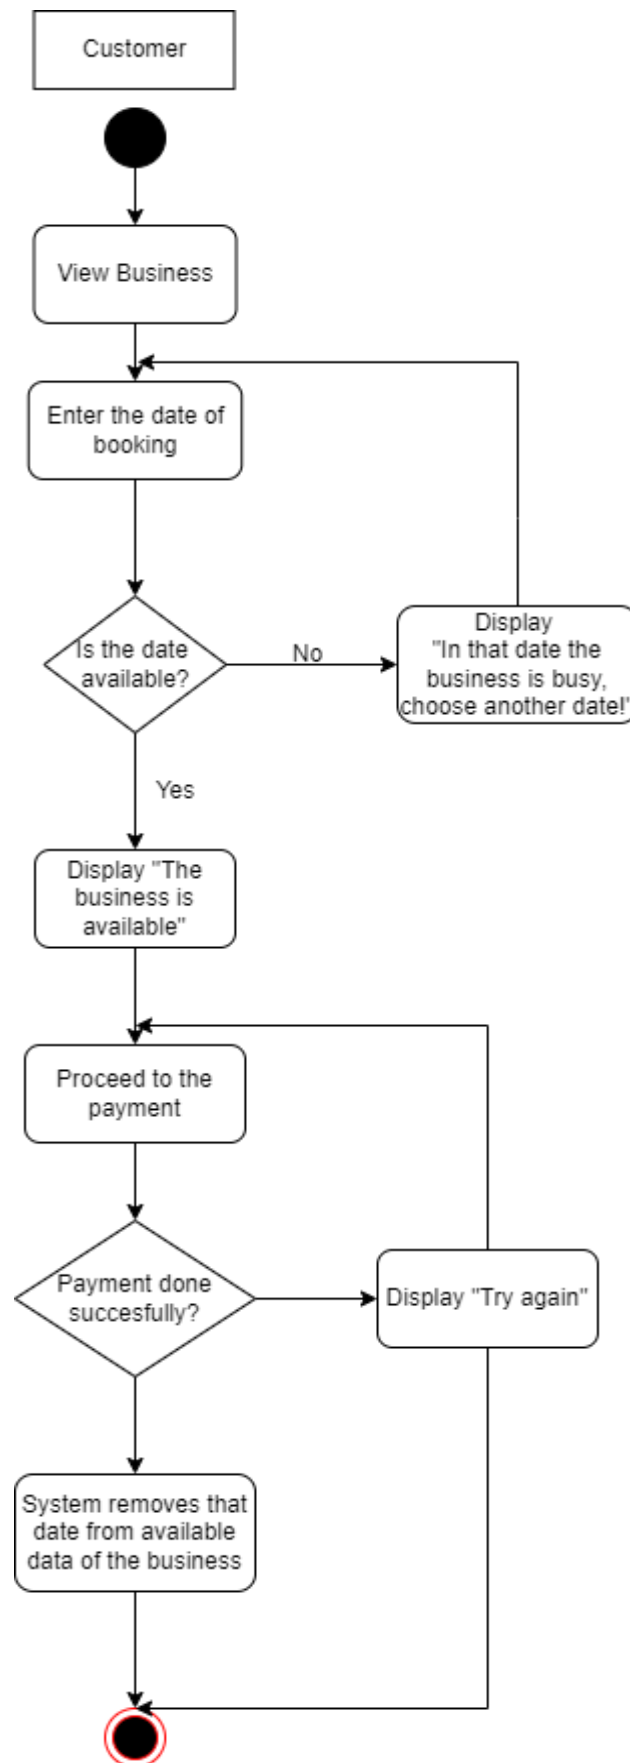 Customer
View Business
Enter the date of
booking
Is the date
available?
No
Display
"In that date the
business is busy,
choose another date!"
Yes
Display "The
business is
available"
Proceed to the
payment
Payment done
succesfully?
Display "Try again"
System removes that
date from available
data of the business